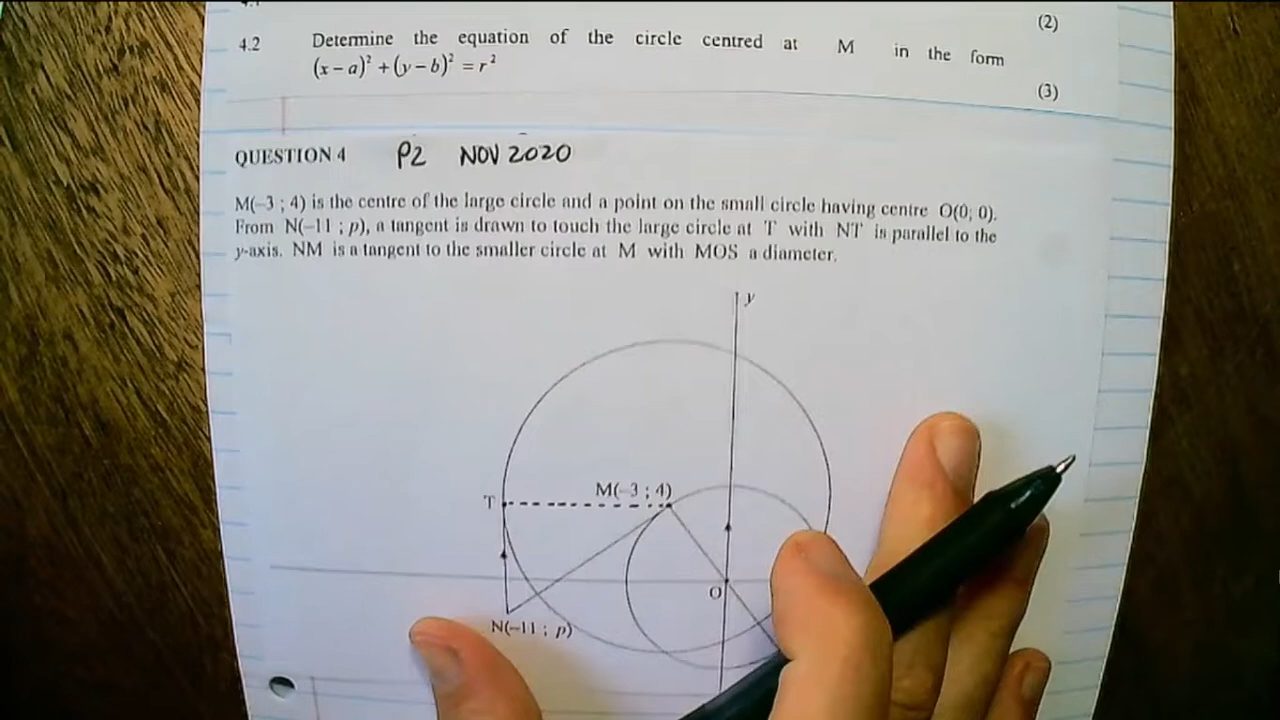 (2)
4.2 Determine the equation of the circle centred at M in the form
(x – a)² + (y – b)² = r²
(3)
QUESTION 4 P2 NOV 2020
M(–3 ; 4) is the centre of the large circle and a point on the small circle having centre O(0; 0).
From N(–11 ; p), a tangent is drawn to touch the large circle at T with NT is parallel to the
y-axis. NM is a tangent to the smaller circle at M with MOS a diameter.
y
M(–3 ; 4)
T
O
N(–11 ; p)